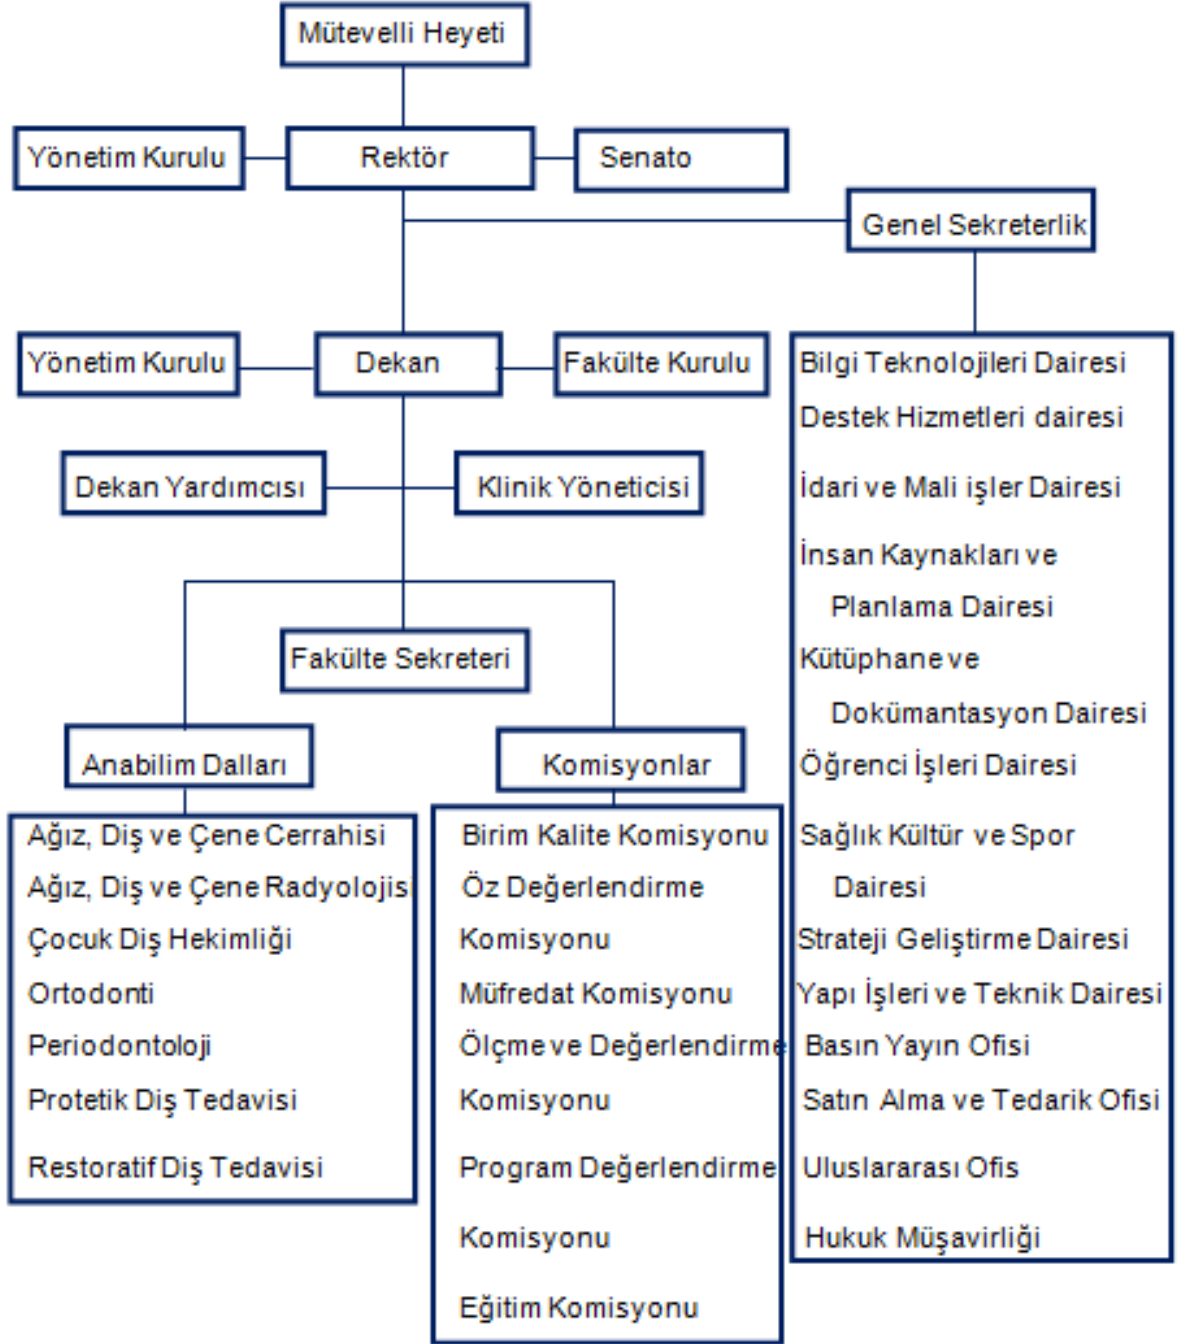 Mütevelli Heyeti
Yönetim Kurulu
Rektör
Senato
Genel Sekreterlik
Yönetim Kurulu
Dekan
Fakülte Kurulu
Dekan Yardımcısı
Klinik Yöneticisi
Fakülte Sekreteri
Anabilim Dalları
Ağız, Diş ve Çene Cerrahisi
Ağız, Diş ve Çene Radyolojisi
Çocuk Diş Hekimliği
Ortodonti
Periodontoloji
Protetik Diş Tedavisi
Restoratif Diş Tedavisi
Komisyonlar
Birim Kalite Komisyonu
Öz Değerlendirme
Komisyonu
Müfredat Komisyonu
Ölçme ve Değerlendirme
Komisyonu
Program Değerlendirme
Komisyonu
Eğitim Komisyonu
Bilgi Teknolojileri Dairesi
Destek Hizmetleri dairesi
İdari ve Mali işler Dairesi
İnsan Kaynakları ve
Planlama Dairesi
Kütüphane ve
Dokümantasyon Dairesi
Öğrenci İşleri Dairesi
Sağlık Kültür ve Spor
Dairesi
Strateji Geliştirme Dairesi
Yapı İşleri ve Teknik Dairesi
Basın Yayın Ofisi
Satın Alma ve Tedarik Ofisi
Uluslararası Ofis
Hukuk Müşavirliği